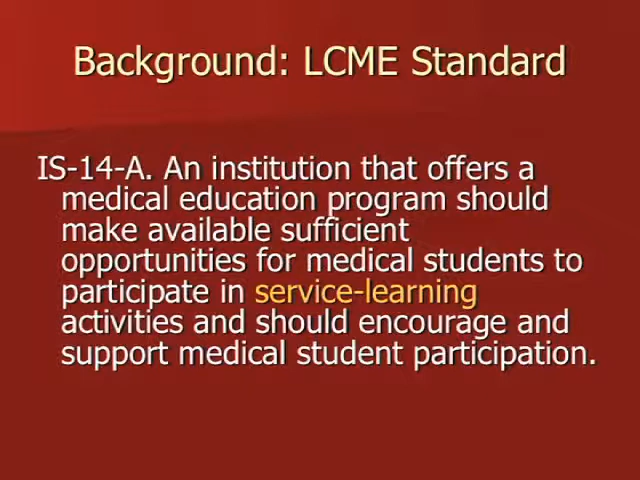 Background: LCME Standard
IS-14-A. An institution that offers a
medical education program should
make available sufficient
opportunities for medical students to
participate in service-learning
activities and should encourage and
support medical student participation.